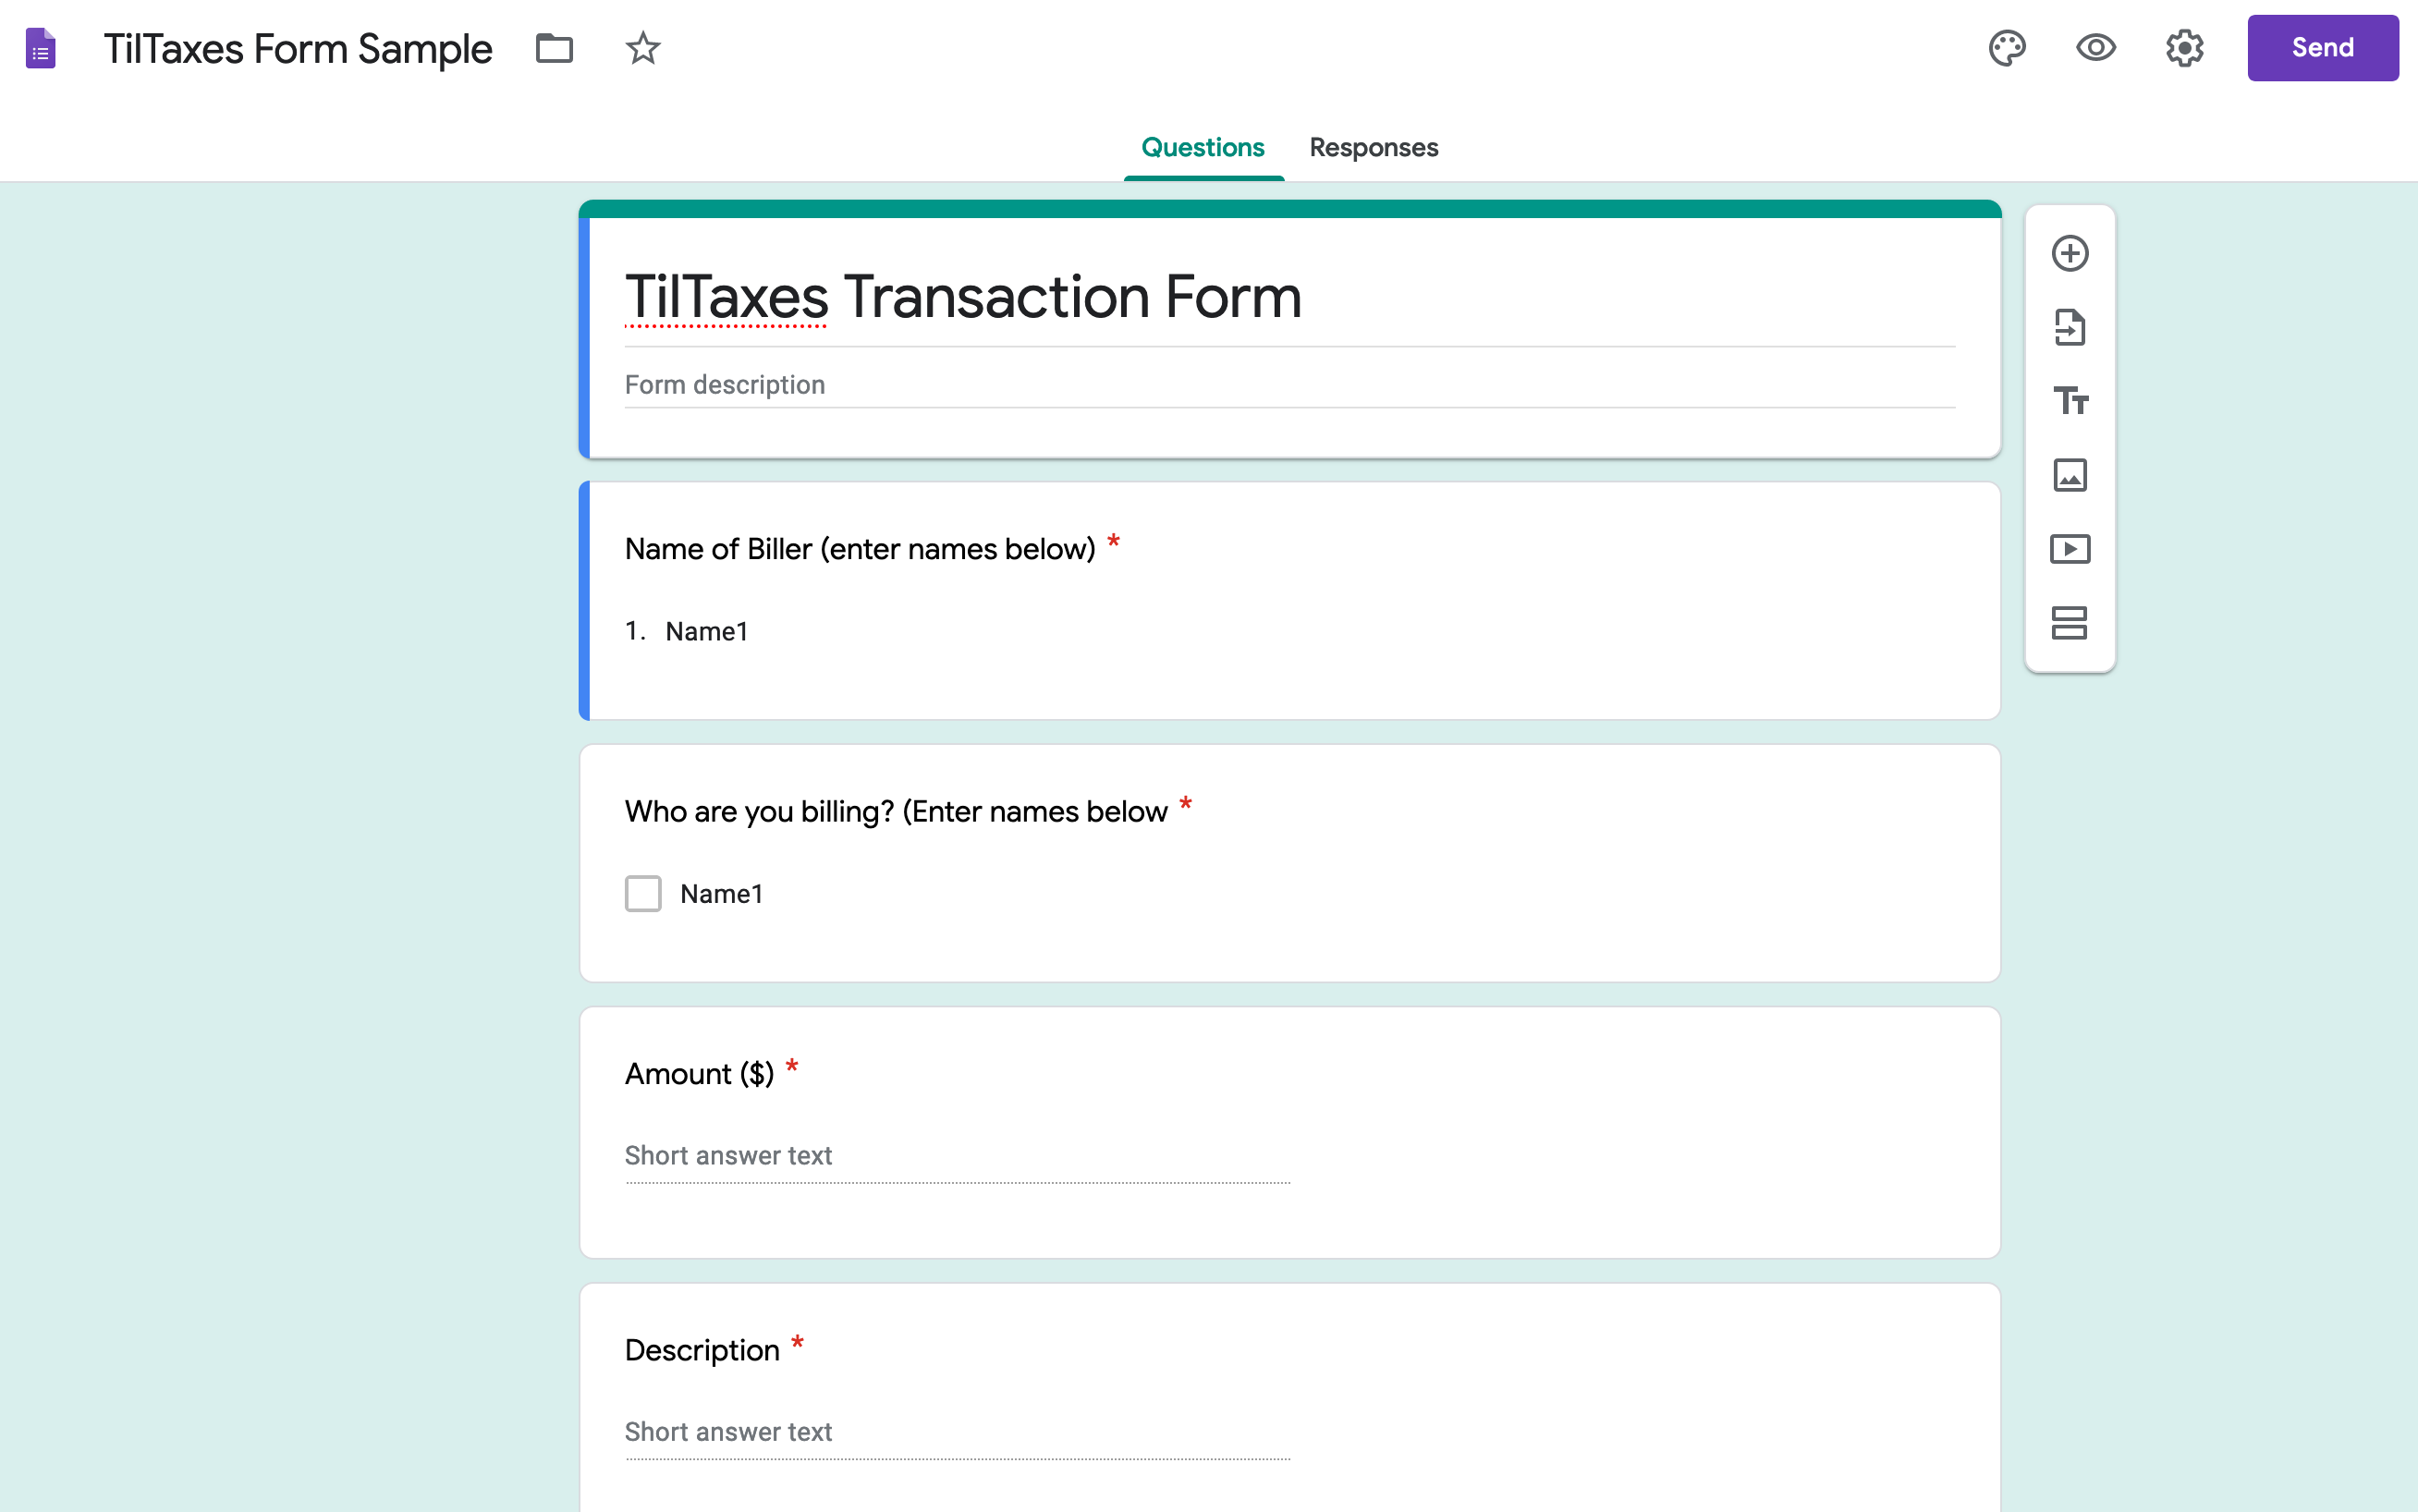 TilTaxes Form Sample
Send
Questions Responses
TilTaxes Transaction Form
Form description
Name of Biller (enter names below) *
1. Name1
Who are you billing? (Enter names below *
Name1
Amount ($) *
Short answer text
Description *
Short answer text